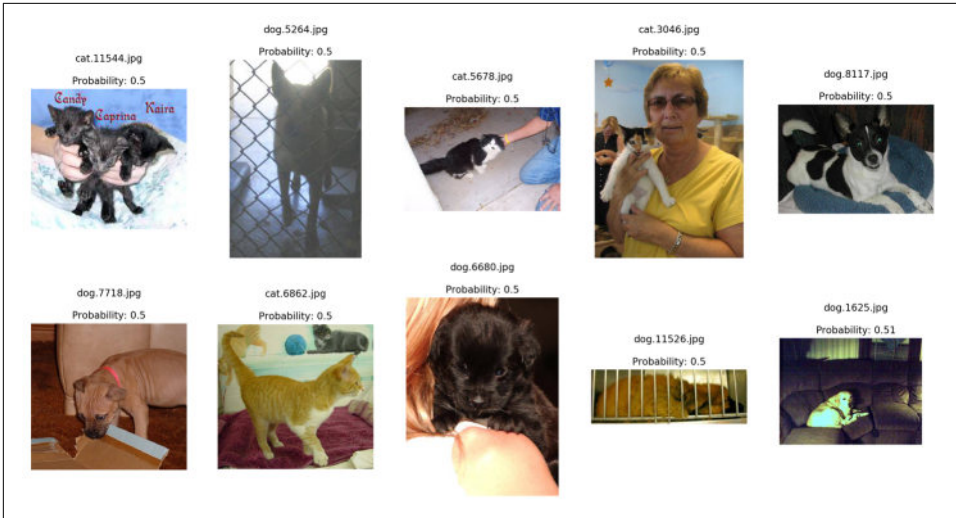 cat.11544.jpg
Probability: 0.5
Candy
Caprina
Kaira
dog.5264.jpg
Probability: 0.5
cat.5678.jpg
Probability: 0.5
cat.3046.jpg
Probability: 0.5
dog.8117.jpg
Probability: 0.5
dog.7718.jpg
Probability: 0.5
cat.6862.jpg
Probability: 0.5
dog.6680.jpg
Probability: 0.5
dog.11526.jpg
Probability: 0.5
dog.1625.jpg
Probability: 0.51